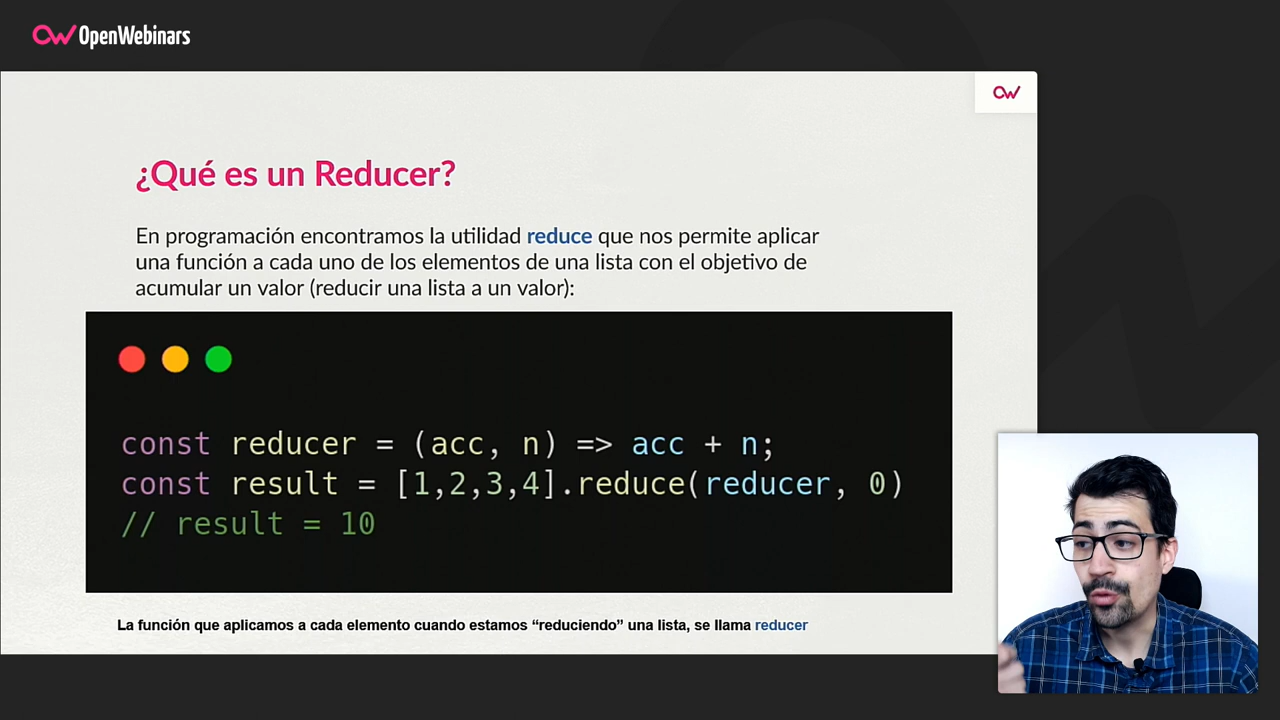 OpenWebinars
¿Qué es un Reducer?
En programación encontramos la utilidad reduce que nos permite aplicar
una función a cada uno de los elementos de una lista con el objetivo de
acumular un valor (reducir una lista a un valor):
const reducer = (acc, n) => acc + n;
const result = [1,2,3,4].reduce(reducer, 0)
// result = 10
La función que aplicamos a cada elemento cuando estamos “reduciendo” una lista, se llama reducer